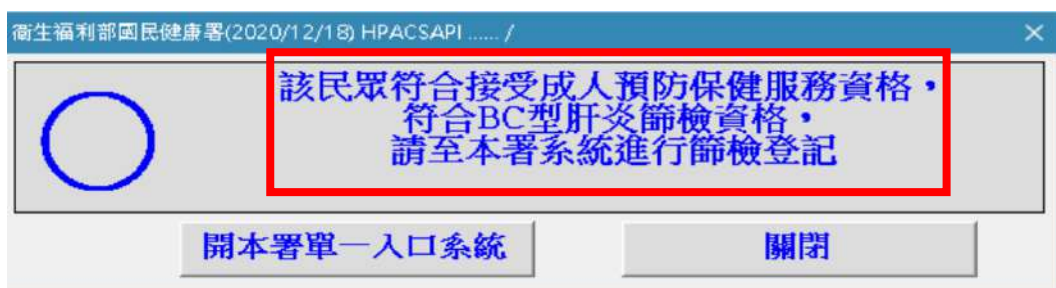 衛生福利部國民健康署(2020/12/18) HPACSAPI ...... /
該民眾符合接受成人預防保健服務資格，
符合BC型肝炎篩檢資格，
請至本署系統進行篩檢登記
開本署單一入口系統
關閉